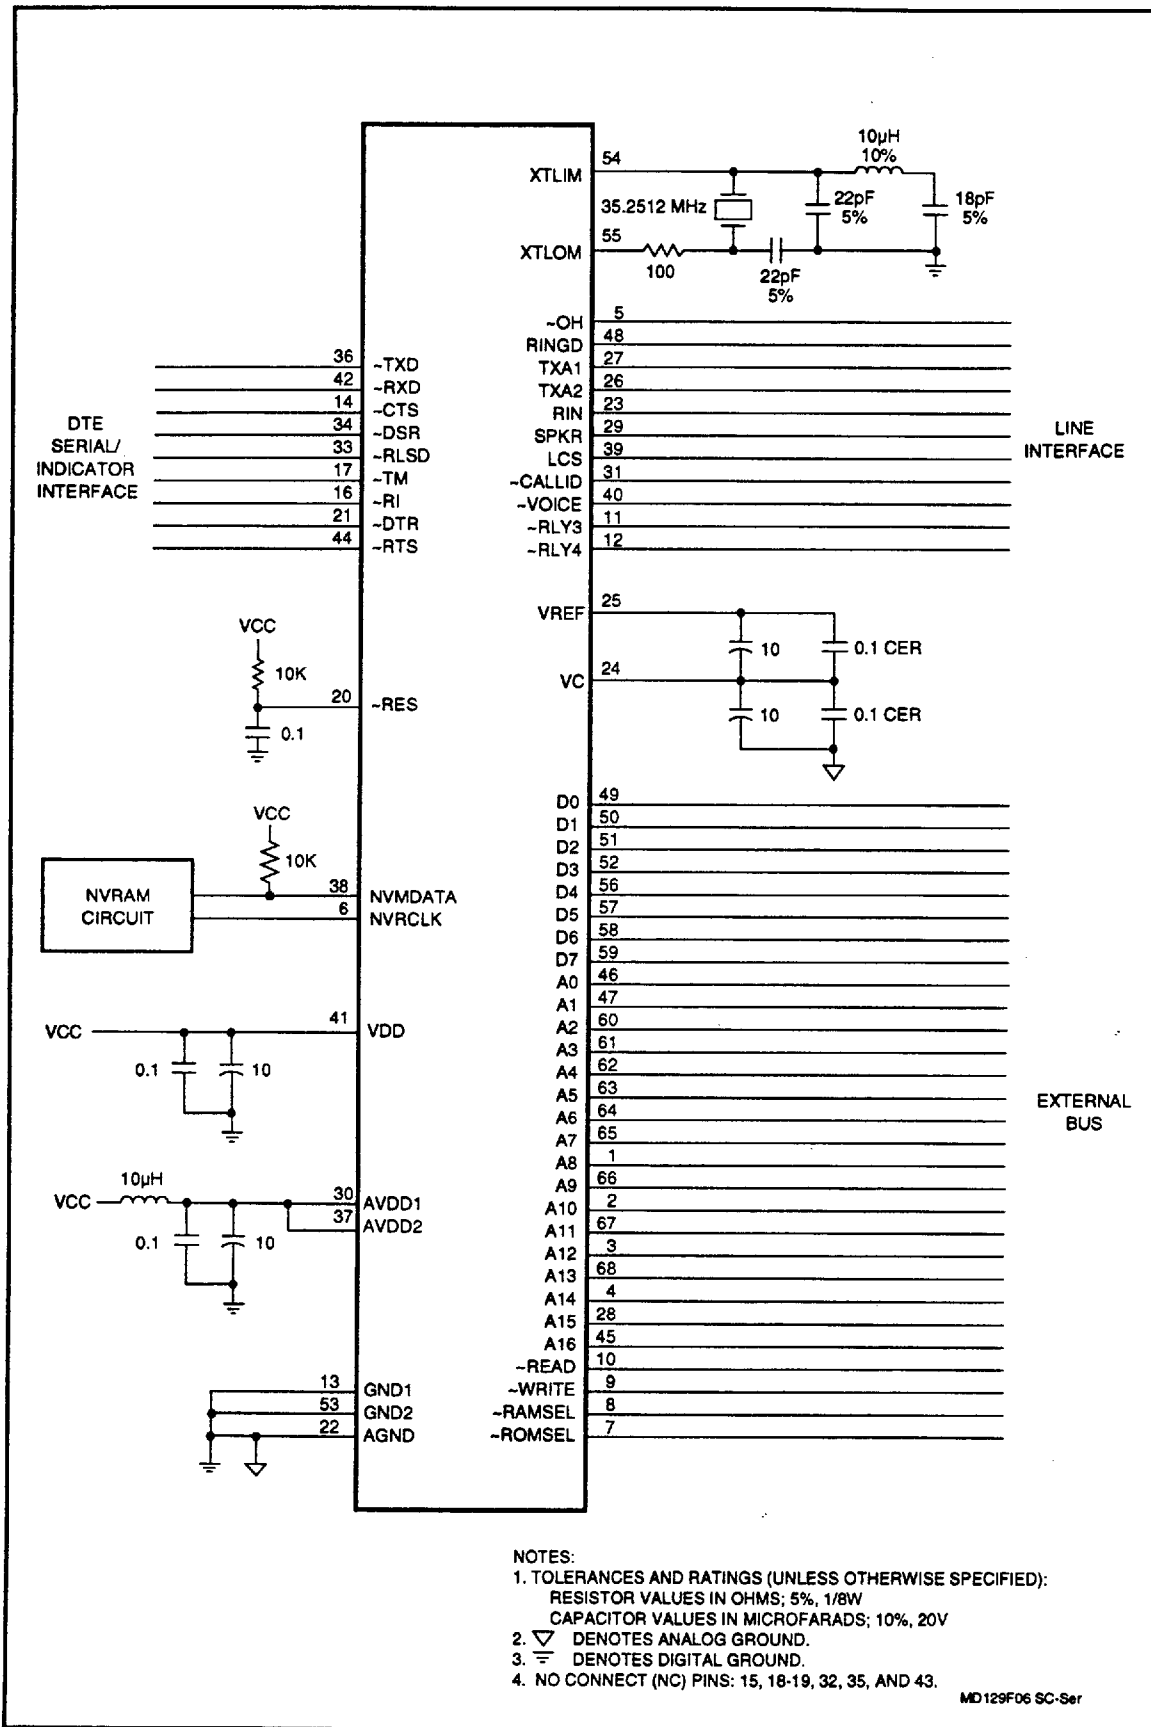 XTLIM
54
10µH
10%
35.2512 MHz
22pF
5%
18pF
5%
XTLOM
55
100
22pF
5%
~OH 5
RINGD 48
TXA1 27
TXA2 26
RIN 23
SPKR 29
LCS 39
~CALLID 31
~VOICE 40
~RLY3 11
~RLY4 12
LINE
INTERFACE
DTE
SERIAL/
INDICATOR
INTERFACE
36 ~TXD
42 ~RXD
14 ~CTS
34 ~DSR
33 ~RLSD
17 ~TM
16 ~RI
21 ~DTR
44 ~RTS
VREF 25
10
0.1 CER
VC 24
10
0.1 CER
VCC
10K
20 ~RES
0.1
VCC
10K
NVRAM
CIRCUIT
38 NVMDATA
6 NVRCLK
VCC
41 VDD
0.1
10
10µH
VCC
30 AVDD1
37 AVDD2
0.1
10
13 GND1
53 GND2
22 AGND
D0 49
D1 50
D2 51
D3 52
D4 56
D5 57
D6 58
D7 59
A0 46
A1 47
A2 60
A3 61
A4 62
A5 63
A6 64
A7 65
A8 1
A9 66
A10 2
A11 67
A12 3
A13 68
A14 4
A15 28
A16 45
~READ 10
~WRITE 9
~RAMSEL 8
~ROMSEL 7
EXTERNAL
BUS
NOTES:
1. TOLERANCES AND RATINGS (UNLESS OTHERWISE SPECIFIED):
RESISTOR VALUES IN OHMS; 5%, 1/8W
CAPACITOR VALUES IN MICROFARADS; 10%, 20V
2. DENOTES ANALOG GROUND.
3. DENOTES DIGITAL GROUND.
4. NO CONNECT (NC) PINS: 15, 18-19, 32, 35, AND 43.
MD129F06 SC-Ser